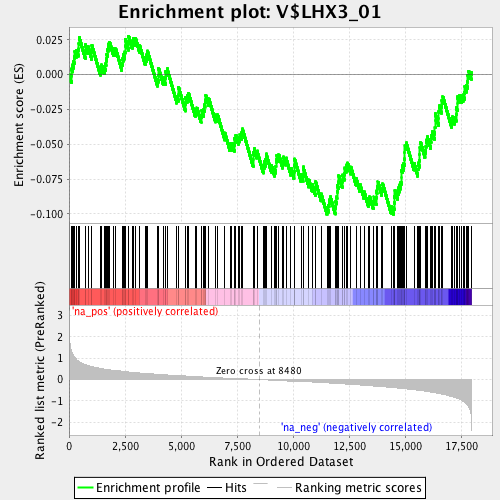 Enrichment plot: V$LHX3_01
Enrichment score (ES)
0.025
0.000
-0.025
-0.050
-0.075
-0.100
'na_pos' (positively correlated)
Ranked list metric (PreRanked)
3
2
1
0
-1
-2
Zero cross at 8480
'na_neg' (negatively correlated)
0
2,500
5,000
7,500
10,000
12,500
15,000
17,500
Rank in Ordered Dataset
Enrichment profile
Hits
Ranking metric scores